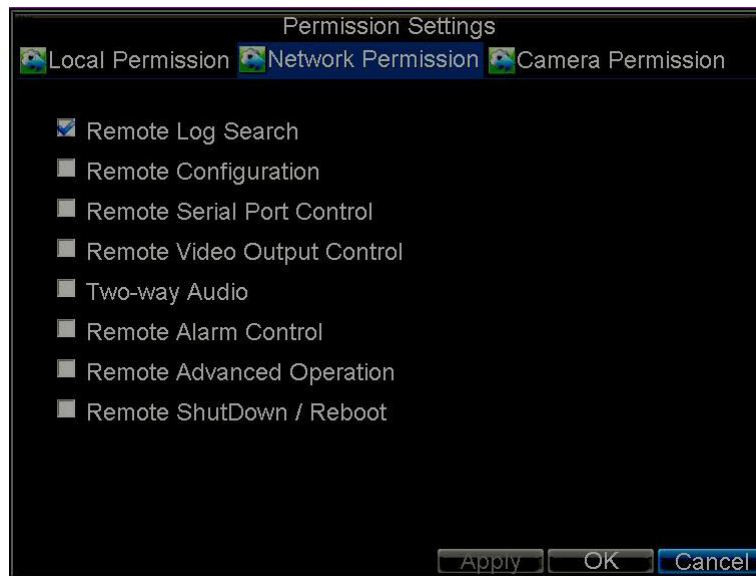 Permission Settings
Local Permission Network Permission Camera Permission
Remote Log Search
Remote Configuration
Remote Serial Port Control
Remote Video Output Control
Two-way Audio
Remote Alarm Control
Remote Advanced Operation
Remote ShutDown / Reboot
Apply OK Cancel